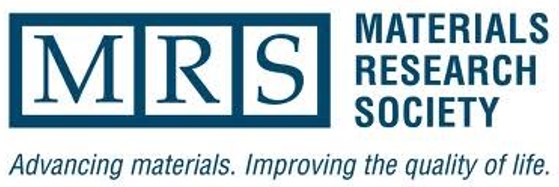 MRS MATERIALS
RESEARCH
SOCIETY
Advancing materials. Improving the quality of life.